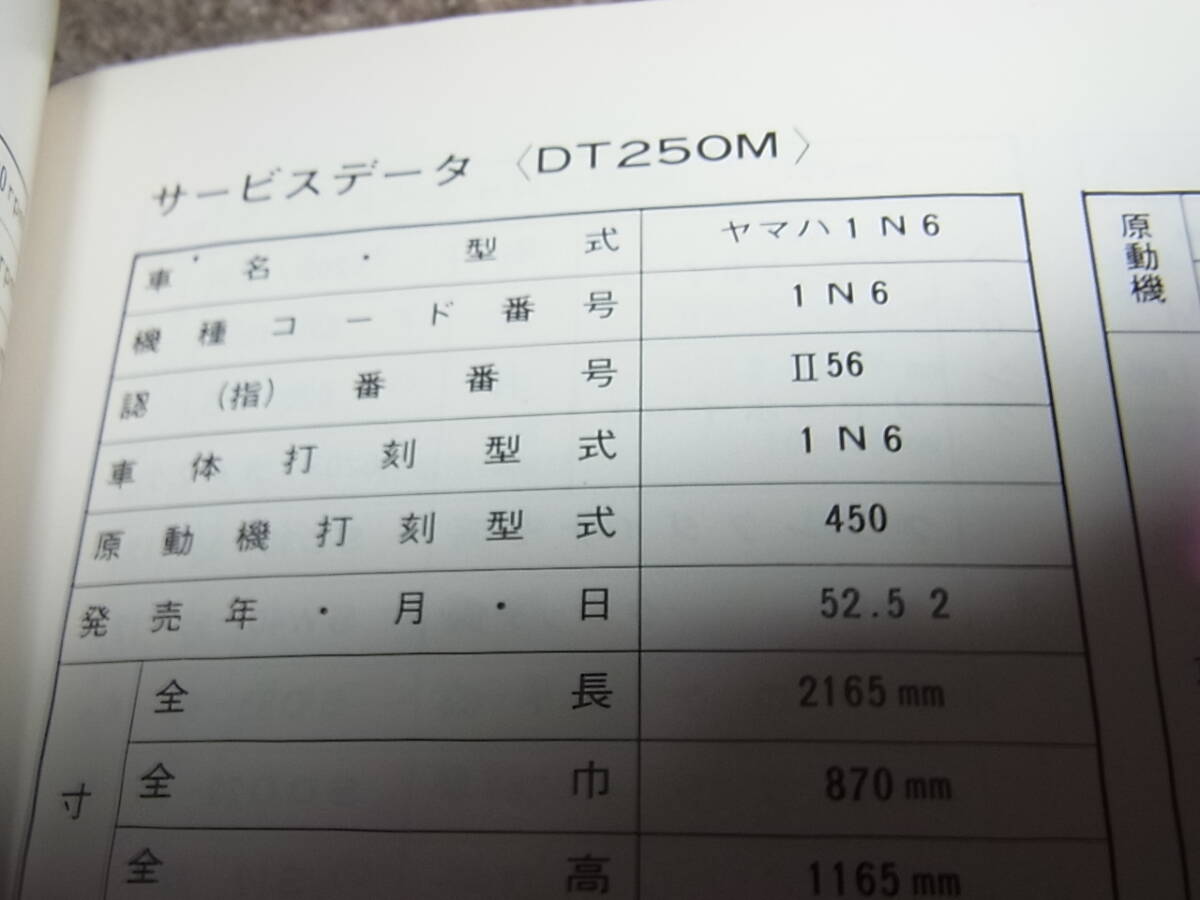 サービスデータ〈DT250M〉
車名・型式 ヤマハ1N6
機種コード番号 1N6
認(指)番番号 Ⅱ56
車体打刻型式 1N6
原動機打刻型式 450
発売年・月・日 52.5 2
寸
全長 2165mm
全巾 870mm
全高 1165mm
原動機